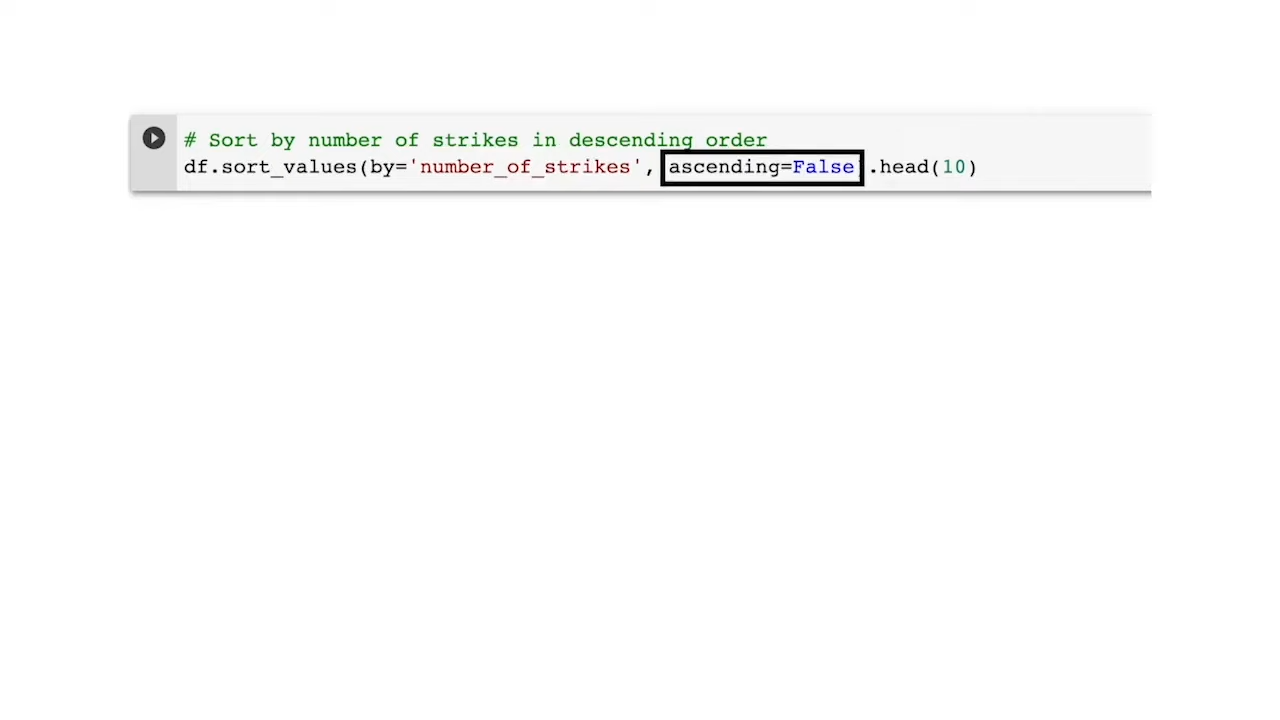 # Sort by number of strikes in descending order
df.sort_values(by='number_of_strikes', ascending=False).head(10)